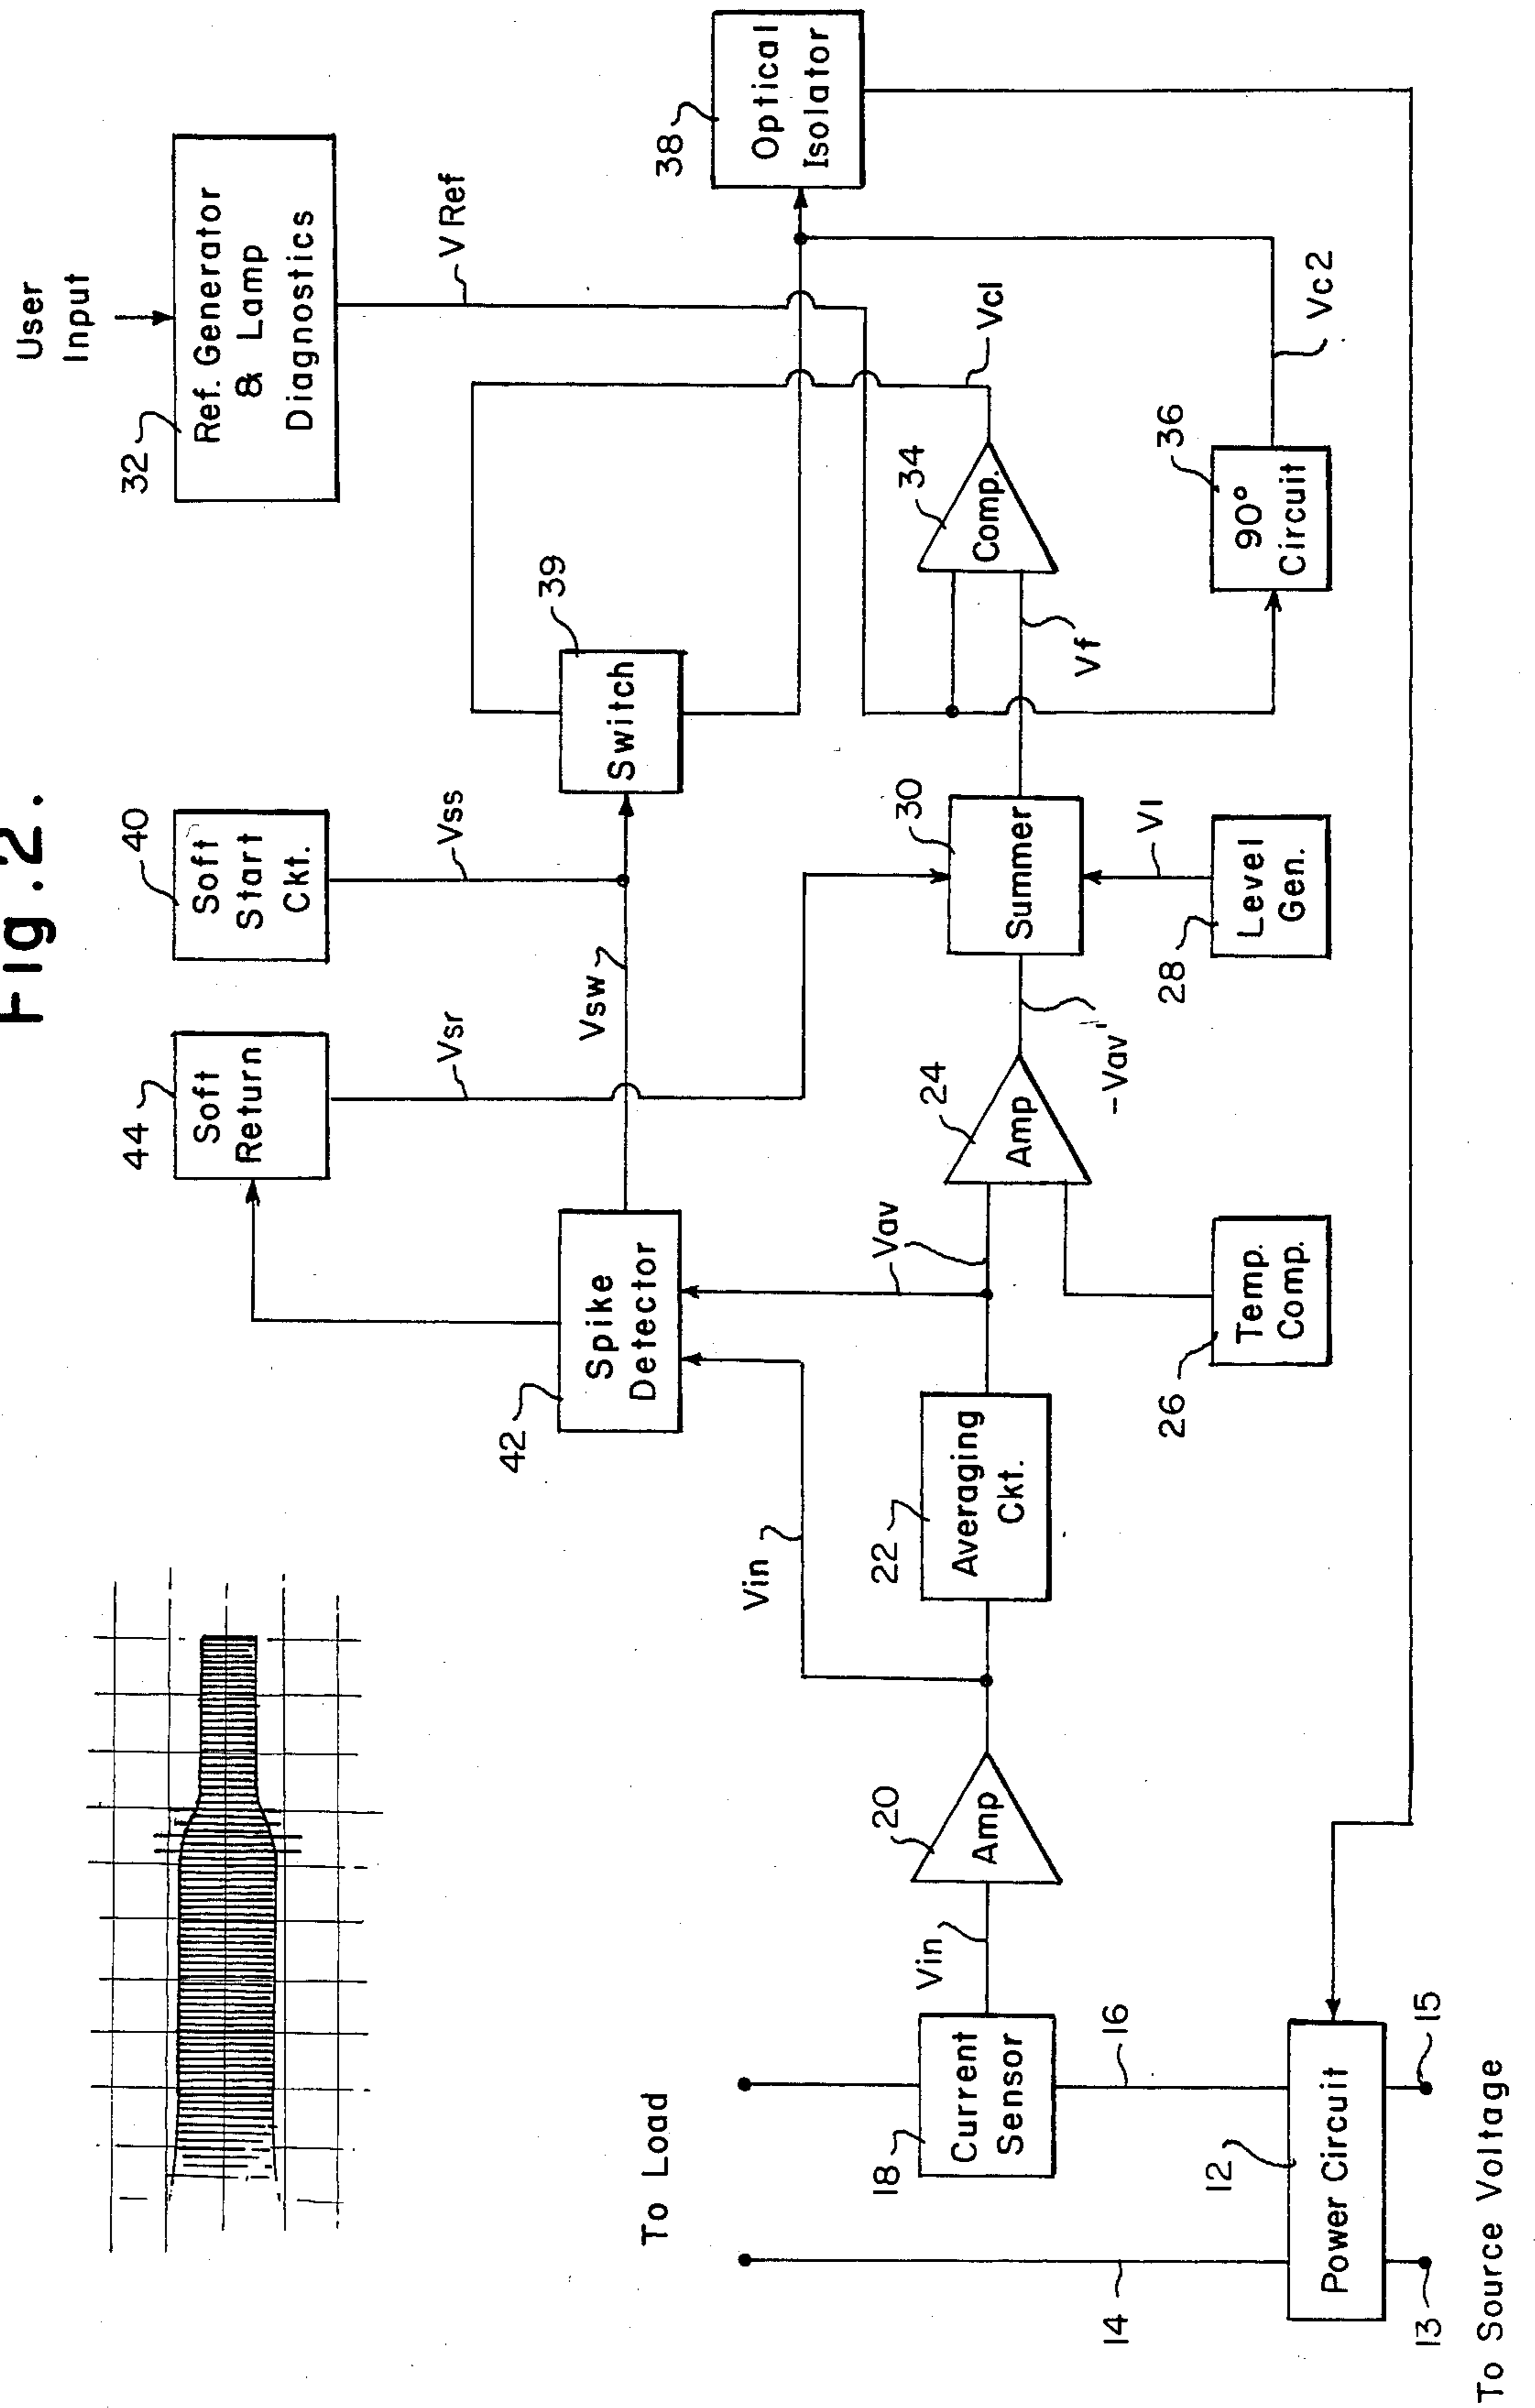 Fig.2.
User
Input
32
Ref. Generator
& Lamp
Diagnostics
V Ref
38
Optical
Isolator
44
Soft
Return
Vsr
40
Soft
Start
Ckt.
Vss
Vsw
39
Switch
42
Spike
Detector
Vin
Vav
Vcl
34
Comp.
Vf
36
90°
Circuit
Vc2
30
Summer
Vl
28
Level
Gen.
24
Amp
-Vav'
26
Temp.
Comp.
22
Averaging
Ckt.
20
Amp
Vin
18
Current
Sensor
To Load
16
14
12
Power Circuit
13
15
To Source Voltage